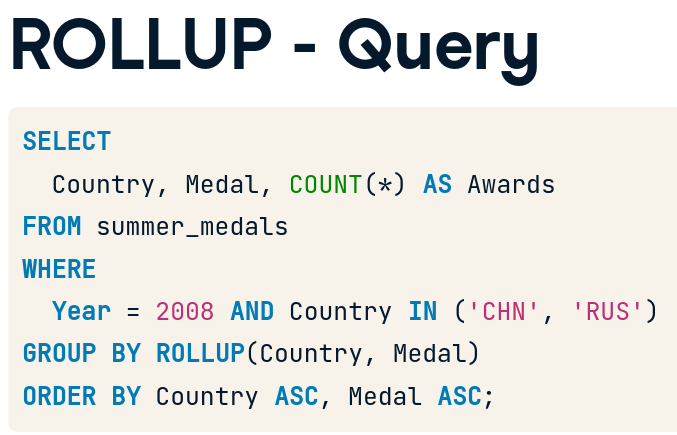 ROLLUP - Query
SELECT
Country, Medal, COUNT(*) AS Awards
FROM summer_medals
WHERE
Year = 2008 AND Country IN ('CHN', 'RUS')
GROUP BY ROLLUP(Country, Medal)
ORDER BY Country ASC, Medal ASC;